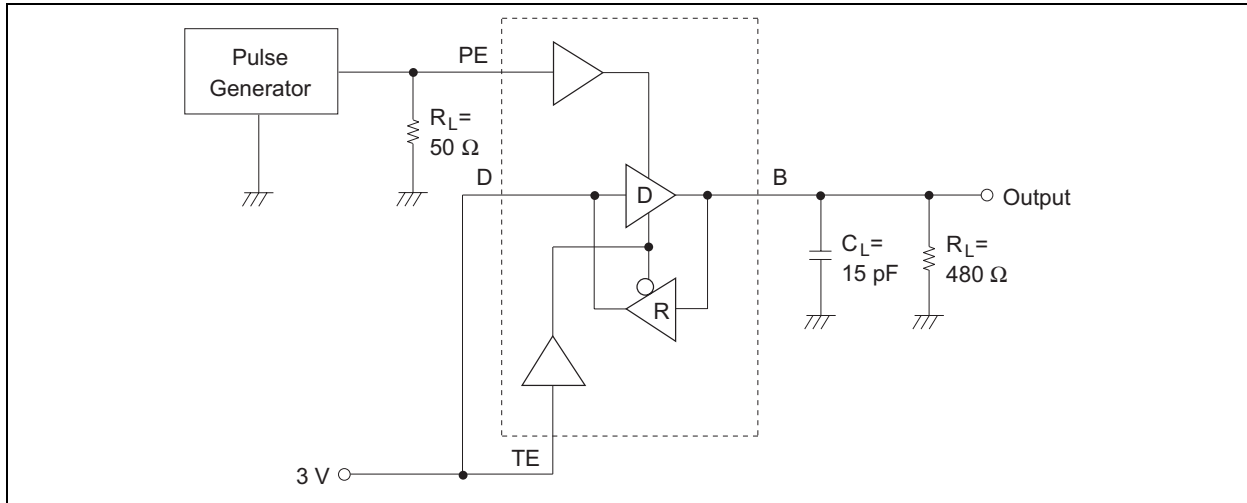 Pulse
Generator
PE
R_L=
50 Ω
D
D
B
Output
C_L=
15 pF
R_L=
480 Ω
R
3 V
TE